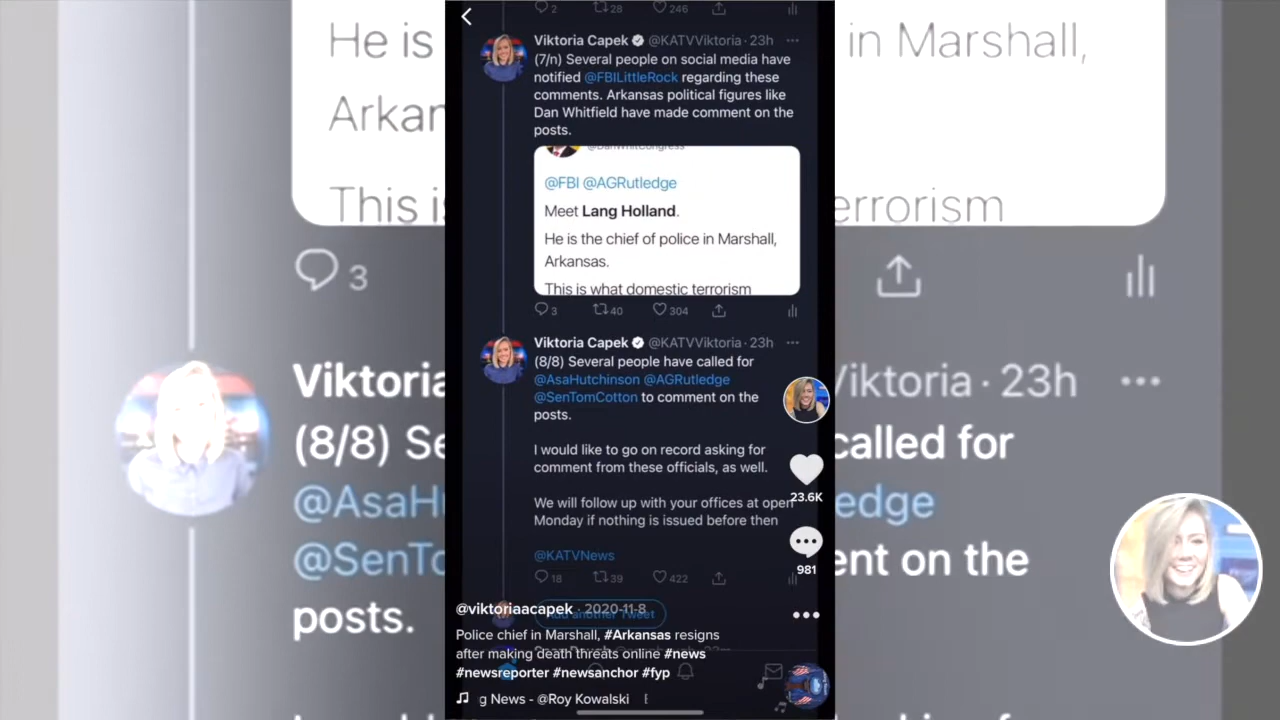 2 28 246
Viktoria Capek @KATVViktoria · 23h ...
(7/n) Several people on social media have
notified @FBILittleRock regarding these
comments. Arkansas political figures like
Dan Whitfield have made comment on the
posts.
@DanWhitCongress
@FBI @AGRutledge
Meet Lang Holland.
He is the chief of police in Marshall,
Arkansas.
This is what domestic terrorism
3 40 304
Viktoria Capek @KATVViktoria · 23h ...
(8/8) Several people have called for
@AsaHutchinson @AGRutledge
@SenTomCotton to comment on the
posts.
I would like to go on record asking for
comment from these officials, as well.
We will follow up with your offices at open
Monday if nothing is issued before then
@KATVNews
18 39 422
Add another Tweet
23.6K
981
@viktoriaacapek · 2020-11-8
Police chief in Marshall, #Arkansas resigns
after making death threats online #news
#newsreporter #newsanchor #fyp
g News - @Roy Kowalski
He is
in Marshall,
Arkan
This is
errorism
3
Viktoria
Viktoria · 23h ...
(8/8) Se
called for
@AsaHu
edge
@SenTo
ent on the
posts.